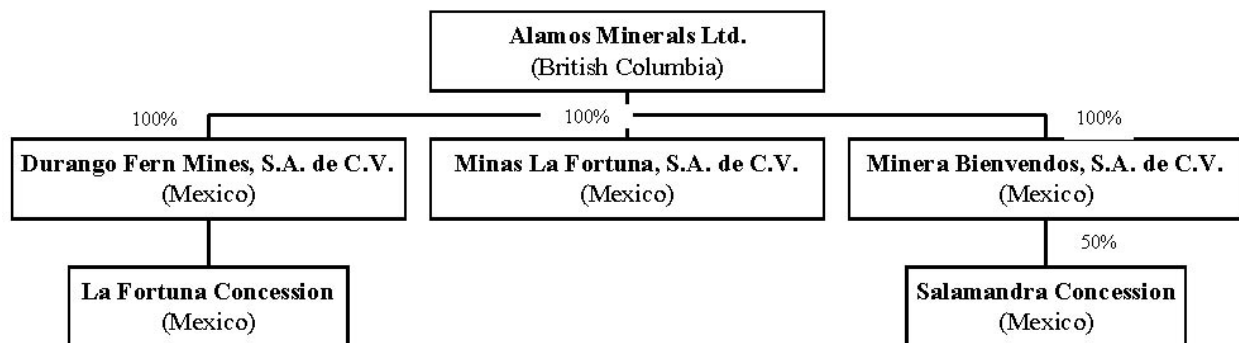 Alamos Minerals Ltd.
(British Columbia)
100%
100%
100%
Durango Fern Mines, S.A. de C.V.
(Mexico)
Minas La Fortuna, S.A. de C.V.
(Mexico)
Minera Bienvendos, S.A. de C.V.
(Mexico)
50%
La Fortuna Concession
(Mexico)
Salamandra Concession
(Mexico)